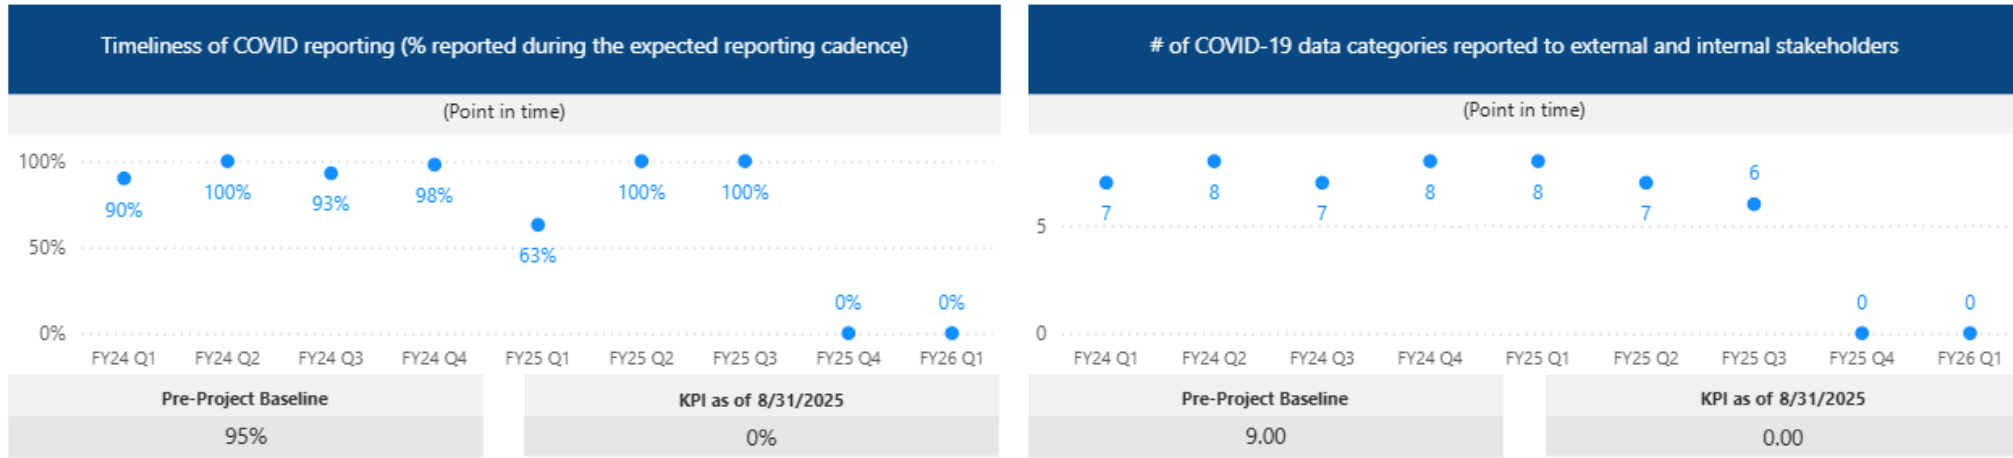 Timeliness of COVID reporting (% reported during the expected reporting cadence)
(Point in time)
100%
50%
0%
90%
100%
93%
98%
63%
100%
100%
0%
0%
FY24 Q1
FY24 Q2
FY24 Q3
FY24 Q4
FY25 Q1
FY25 Q2
FY25 Q3
FY25 Q4
FY26 Q1
Pre-Project Baseline
95%
KPI as of 8/31/2025
0%
# of COVID-19 data categories reported to external and internal stakeholders
(Point in time)
5
0
7
8
7
8
8
7
6
0
0
FY24 Q1
FY24 Q2
FY24 Q3
FY24 Q4
FY25 Q1
FY25 Q2
FY25 Q3
FY25 Q4
FY26 Q1
Pre-Project Baseline
9.00
KPI as of 8/31/2025
0.00